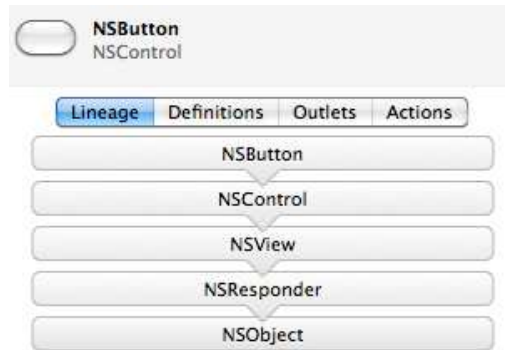 NSButton
NSControl
Lineage Definitions Outlets Actions
NSButton
NSControl
NSView
NSResponder
NSObject